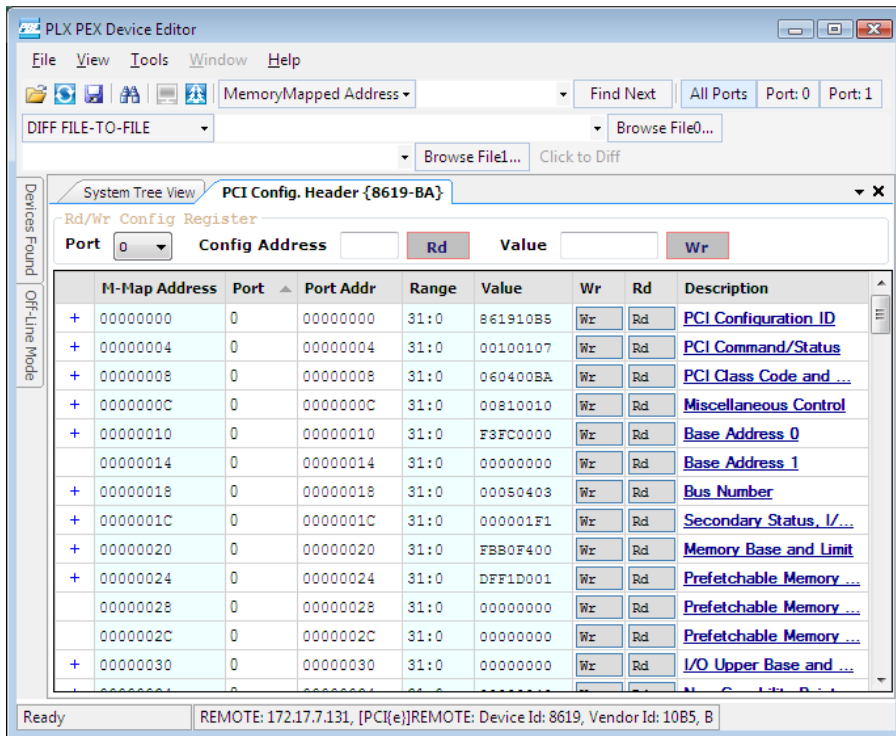 PLX PEX Device Editor
File View Tools Window Help
MemoryMapped Address Find Next All Ports Port: 0 Port: 1
DIFF FILE-TO-FILE Browse File0...
Browse File1... Click to Diff
Devices Found
Off-Line Mode
System Tree View PCI Config. Header {8619-BA}
Rd/Wr Config Register
Port 0 Config Address Rd Value Wr
M-Map Address Port Port Addr Range Value Wr Rd Description
+ 00000000 0 00000000 31:0 861910B5 Wr Rd PCI Configuration ID
+ 00000004 0 00000004 31:0 00100107 Wr Rd PCI Command/Status
+ 00000008 0 00000008 31:0 060400BA Wr Rd PCI Class Code and ...
+ 0000000C 0 0000000C 31:0 00810010 Wr Rd Miscellaneous Control
+ 00000010 0 00000010 31:0 F3FC0000 Wr Rd Base Address 0
00000014 0 00000014 31:0 00000000 Wr Rd Base Address 1
+ 00000018 0 00000018 31:0 00050403 Wr Rd Bus Number
+ 0000001C 0 0000001C 31:0 000001F1 Wr Rd Secondary Status, I/...
+ 00000020 0 00000020 31:0 FBB0F400 Wr Rd Memory Base and Limit
+ 00000024 0 00000024 31:0 DFF1D001 Wr Rd Prefetchable Memory ...
00000028 0 00000028 31:0 00000000 Wr Rd Prefetchable Memory ...
0000002C 0 0000002C 31:0 00000000 Wr Rd Prefetchable Memory ...
+ 00000030 0 00000030 31:0 00000000 Wr Rd I/O Upper Base and ...
Ready REMOTE: 172.17.7.131, [PCI{e}]REMOTE: Device Id: 8619, Vendor Id: 10B5, B